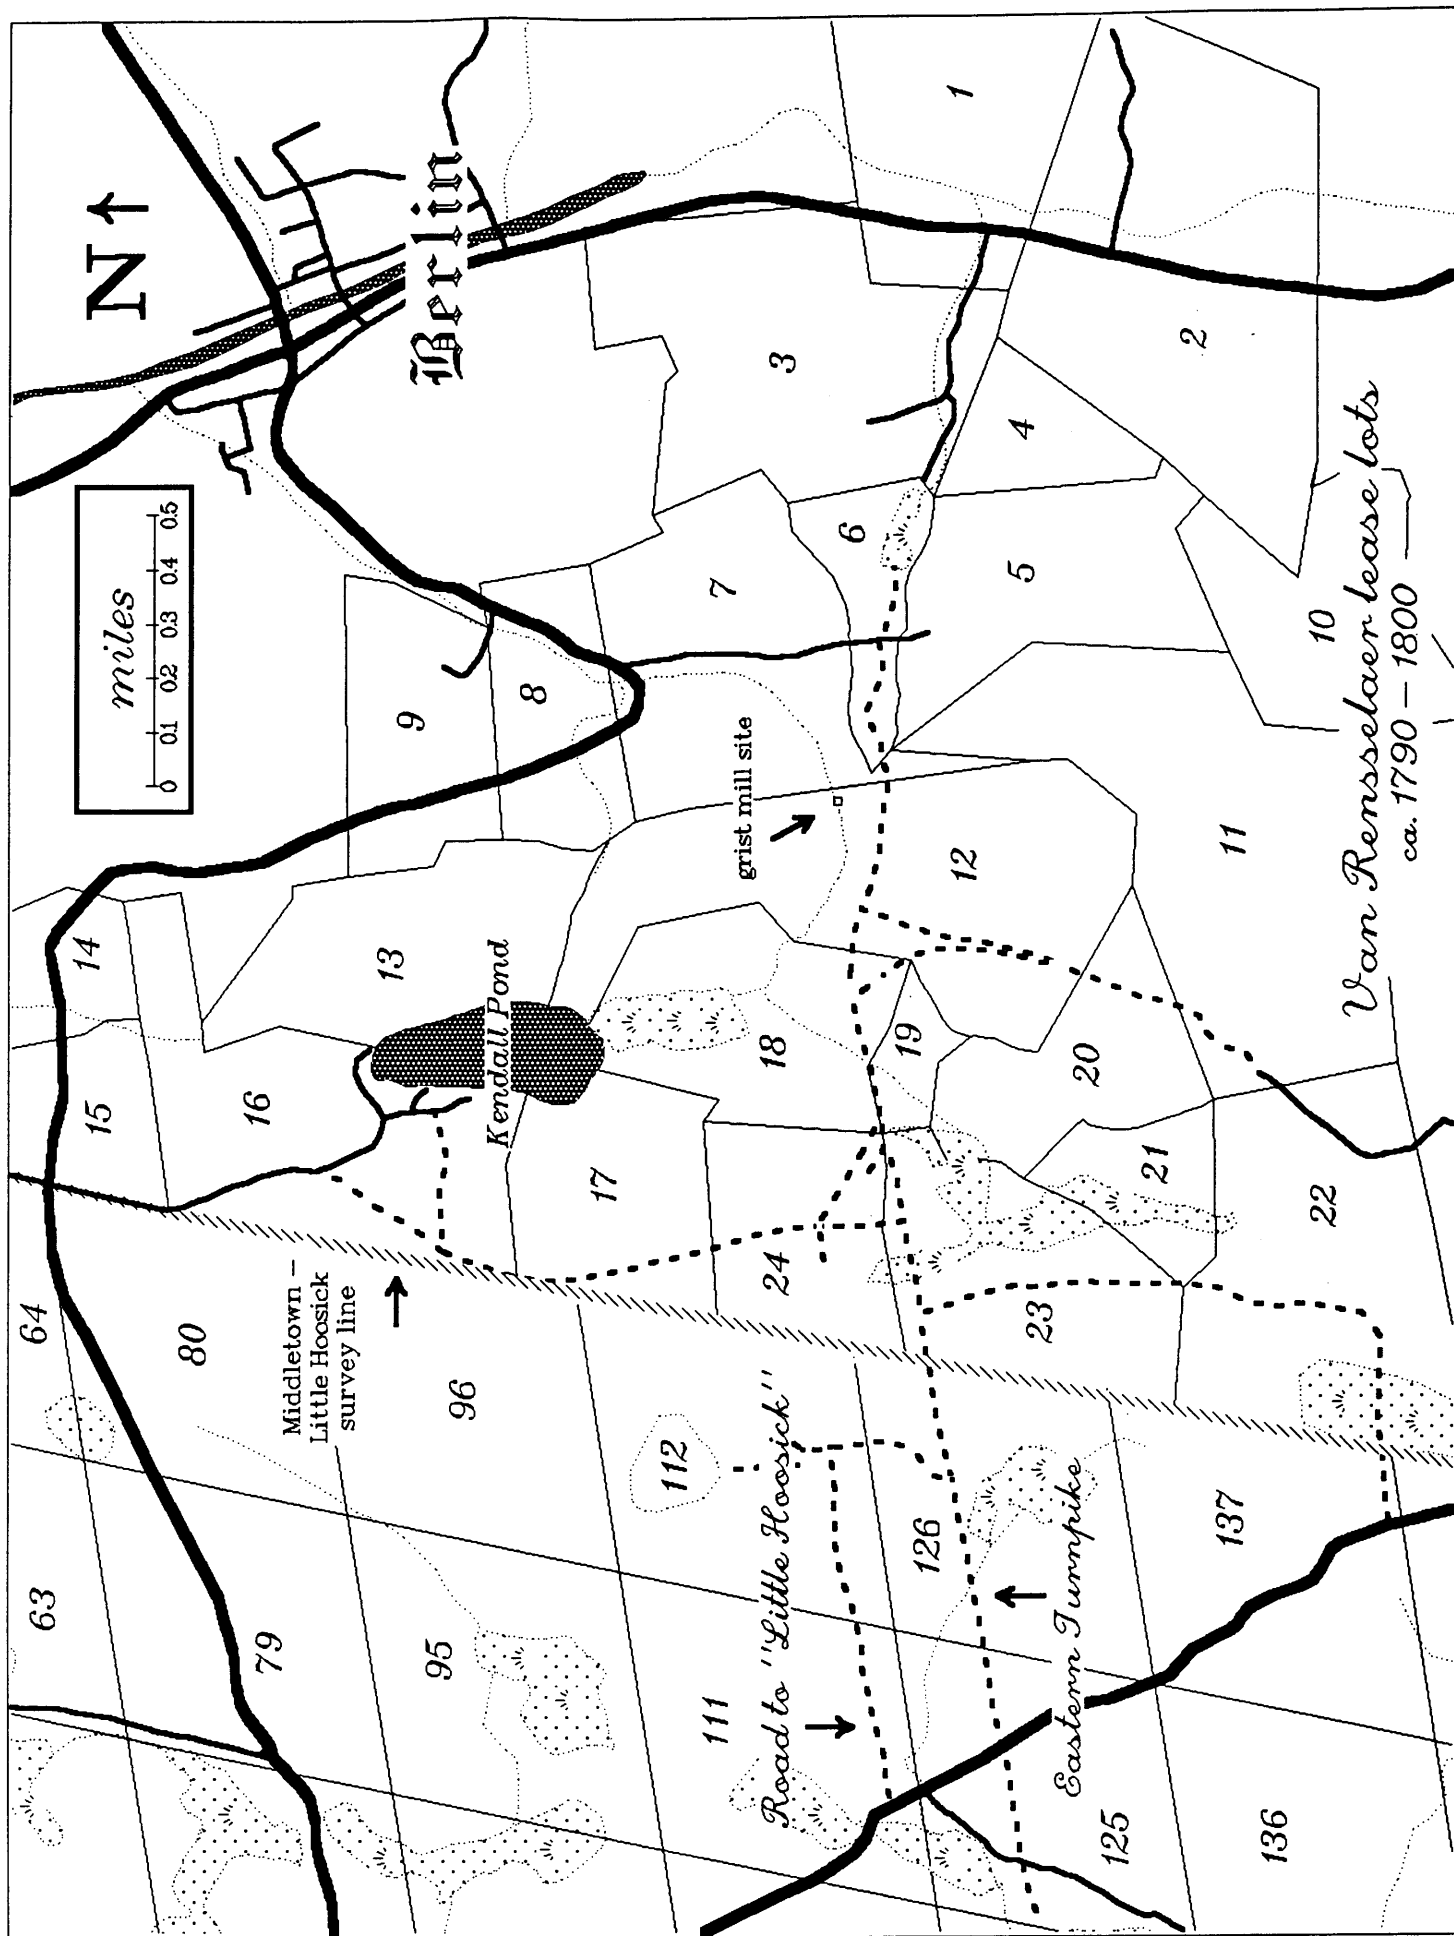 N
miles
0 0.1 0.2 0.3 0.4 0.5
Berlin
63
64
14
15
80
79
16
9
13
96
95
Middletown –
Little Hoosick
survey line
Kendall Pond
8
17
112
111
7
3
18
24
grist mill site
Road to "Little Hoosick"
6
19
126
12
1
4
5
23
20
Eastern Turnpike
125
21
2
11
137
136
22
10
Van Rensselaer lease lots
ca. 1790 – 1800